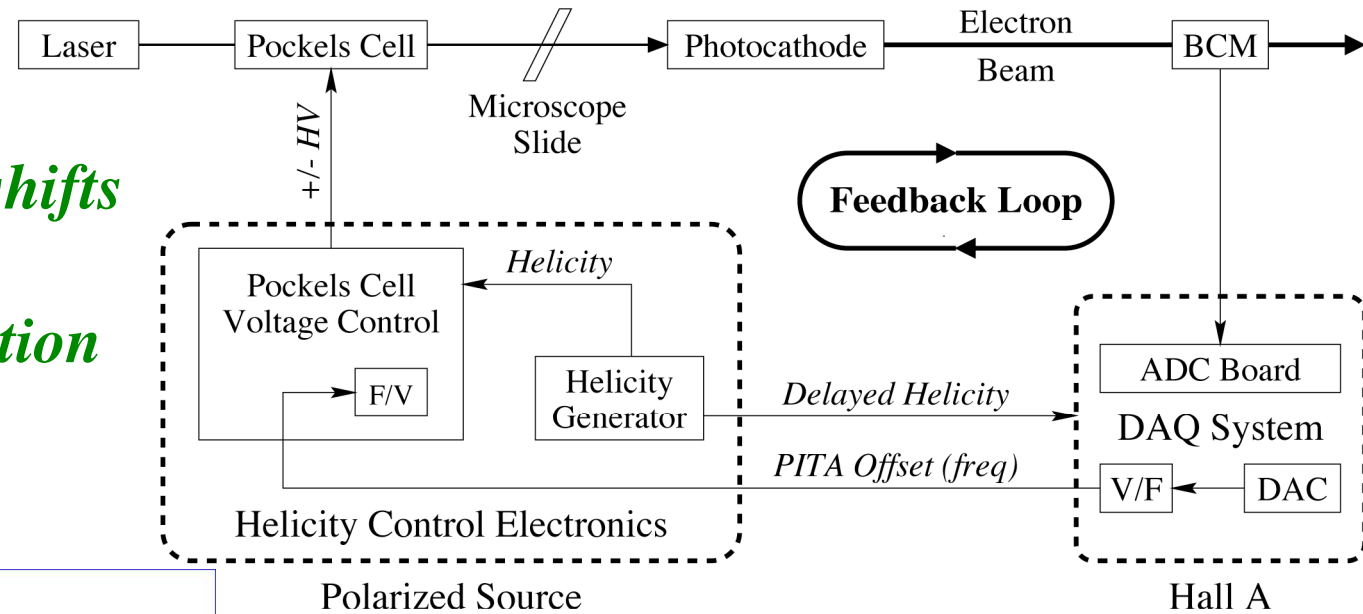 Laser
Pockels Cell
Photocathode
Electron
Beam
BCM
Microscope
Slide
+/- HV
hifts
Feedback Loop
Helicity
Pockels Cell
Voltage Control
tion
F/V
Helicity
Generator
ADC Board
Delayed Helicity
DAQ System
PITA Offset (freq)
V/F
DAC
Helicity Control Electronics
Polarized Source
Hall A